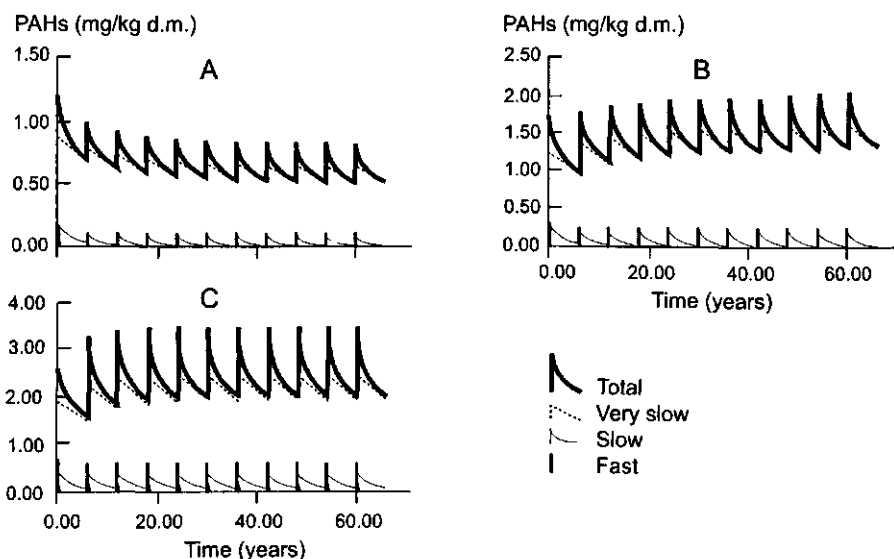 PAHs (mg/kg d.m.)
1.50
1.00
0.50
0.00
A
PAHs (mg/kg d.m.)
2.50
2.00
1.50
1.00
0.50
0.00
B
0.00 20.00 40.00 60.00
Time (years)
4.00
3.00
2.00
1.00
0.00
C
0.00 20.00 40.00 60.00
Time (years)
Total
Very slow
Slow
Fast